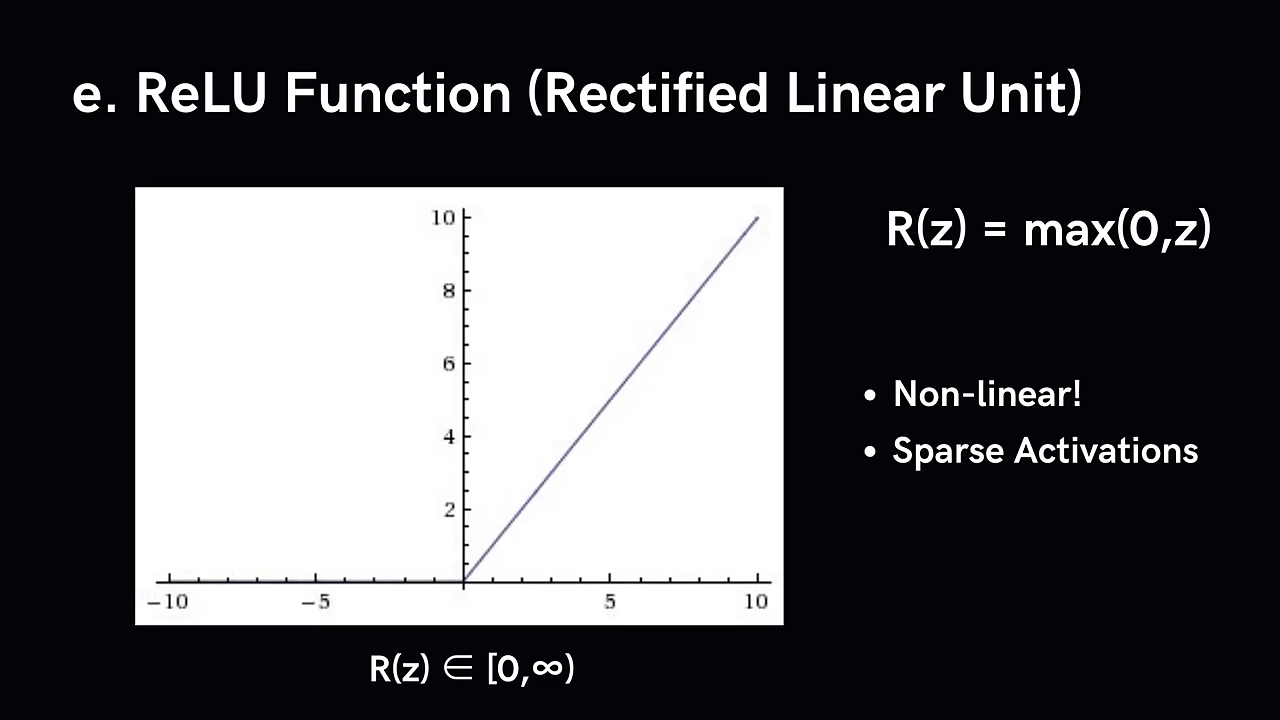 e. ReLU Function (Rectified Linear Unit)
R(z) = max(0,z)
10
8
6
4
2
−10 −5 5 10
• Non-linear!
• Sparse Activations
R(z) ∈ [0,∞)